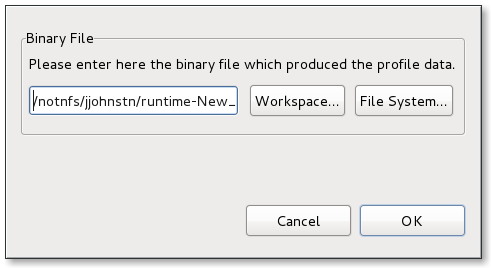 Binary File
Please enter here the binary file which produced the profile data.
/notnfs/jjohnstn/runtime-New_ Workspace... File System...
Cancel OK